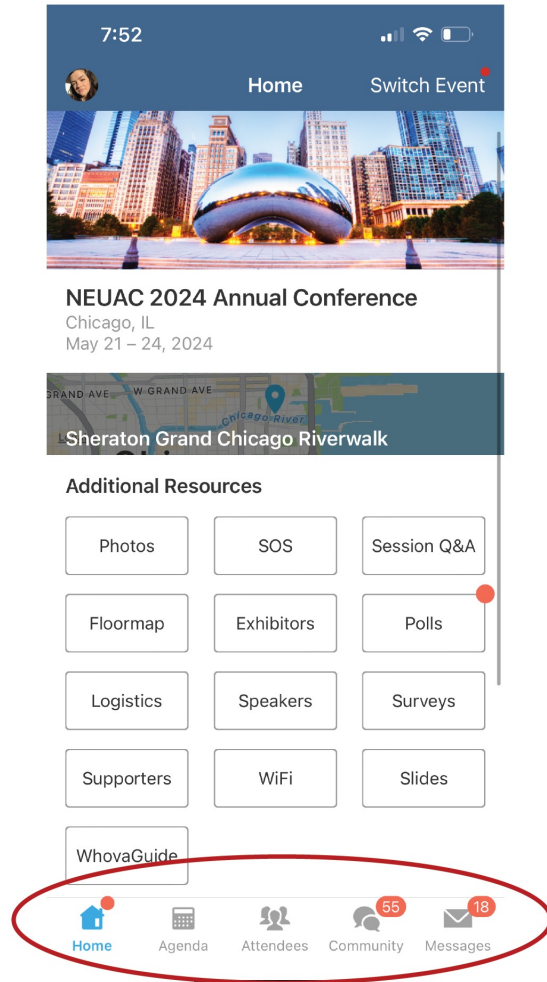 7:52
Home Switch Event
NEUAC 2024 Annual Conference
Chicago, IL
May 21 – 24, 2024
GRAND AVE W GRAND AVE
Chicago River
Sheraton Grand Chicago Riverwalk
Additional Resources
Photos SOS Session Q&A
Floormap Exhibitors Polls
Logistics Speakers Surveys
Supporters WiFi Slides
WhovaGuide
55 18
Home Agenda Attendees Community Messages